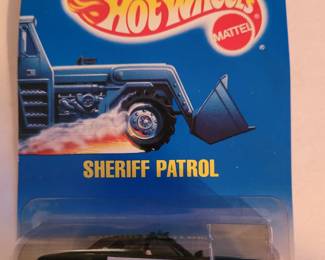 Hot Wheels
MATTEL
®
SHERIFF PATROL